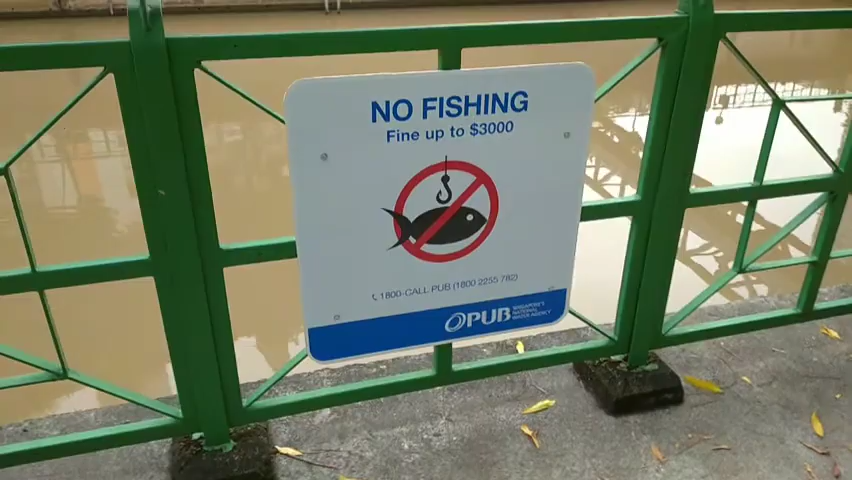 NO FISHING
Fine up to $3000
1800-CALL PUB (1800 2255 782)
PUB SINGAPORE'S
NATIONAL
WATER AGENCY